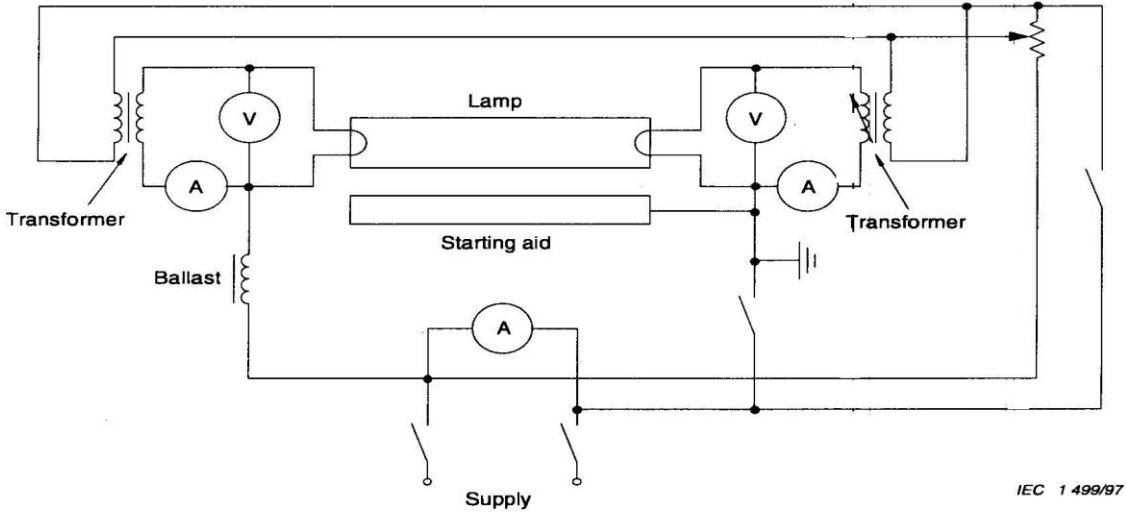 Lamp
V
V
A
A
Transformer
Transformer
Starting aid
Ballast
A
Supply
IEC 1 499/97